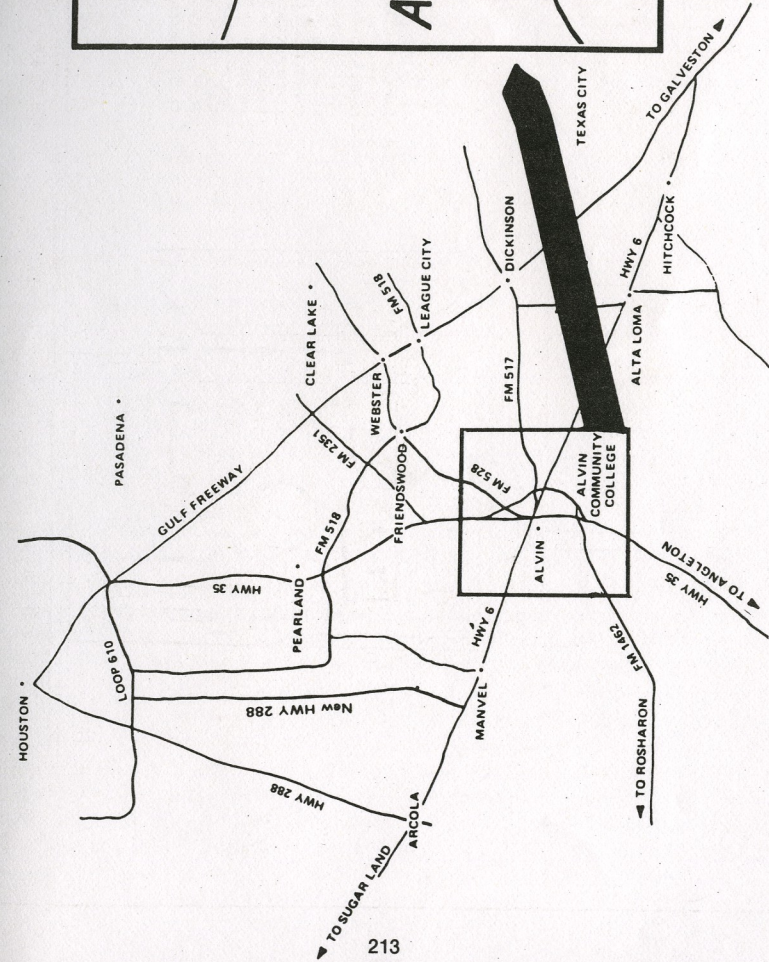 A
TO GALVESTON
TEXAS CITY
HITCHCOCK
HWY 6
ALTA LOMA
DICKINSON
FM 517
LEAGUE CITY
FM 518
CLEAR LAKE
WEBSTER
PASADENA
GULF FREEWAY
FM 2351
FRIENDSWOOD
FM 528
FM 518
ALVIN
COMMUNITY
COLLEGE
ALVIN
HWY 35
PEARLAND
HWY 6
HWY 35
TO ANGLETON
FM 1462
LOOP 610
HOUSTON
New HWY 288
MANVEL
TO ROSHARON
HWY 288
ARCOLA
TO SUGAR LAND
213